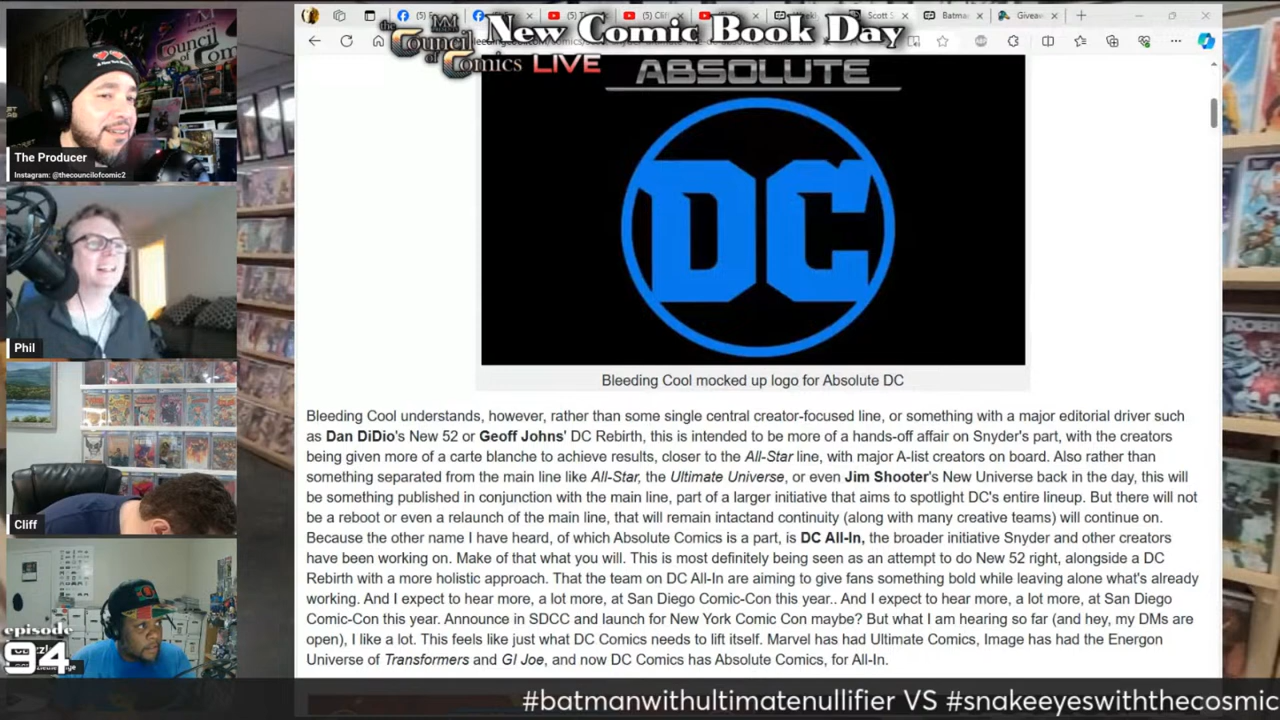 the Council of Comics LIVE
New Comic Book Day
The Producer
Instagram: @thecouncilofcomic2
Phil
Cliff
episode
94
Scott S
Batma
Giveaw
ABSOLUTE
DC
Bleeding Cool mocked up logo for Absolute DC
Bleeding Cool understands, however, rather than some single central creator-focused line, or something with a major editorial driver such
as Dan DiDio's New 52 or Geoff Johns' DC Rebirth, this is intended to be more of a hands-off affair on Snyder's part, with the creators
being given more of a carte blanche to achieve results, closer to the All-Star line, with major A-list creators on board. Also rather than
something separated from the main line like All-Star, the Ultimate Universe, or even Jim Shooter's New Universe back in the day, this will
be something published in conjunction with the main line, part of a larger initiative that aims to spotlight DC's entire lineup. But there will not
be a reboot or even a relaunch of the main line, that will remain intactand continuity (along with many creative teams) will continue on.
Because the other name I have heard, of which Absolute Comics is a part, is DC All-In, the broader initiative Snyder and other creators
have been working on. Make of that what you will. This is most definitely being seen as an attempt to do New 52 right, alongside a DC
Rebirth with a more holistic approach. That the team on DC All-In are aiming to give fans something bold while leaving alone what's already
working. And I expect to hear more, a lot more, at San Diego Comic-Con this year.. And I expect to hear more, a lot more, at San Diego
Comic-Con this year. Announce in SDCC and launch for New York Comic Con maybe? But what I am hearing so far (and hey, my DMs are
open), I like a lot. This feels like just what DC Comics needs to lift itself. Marvel has had Ultimate Comics, Image has had the Energon
Universe of Transformers and GI Joe, and now DC Comics has Absolute Comics, for All-In.
#batmanwithultimatenullifier VS #snakeeyeswiththecosmic